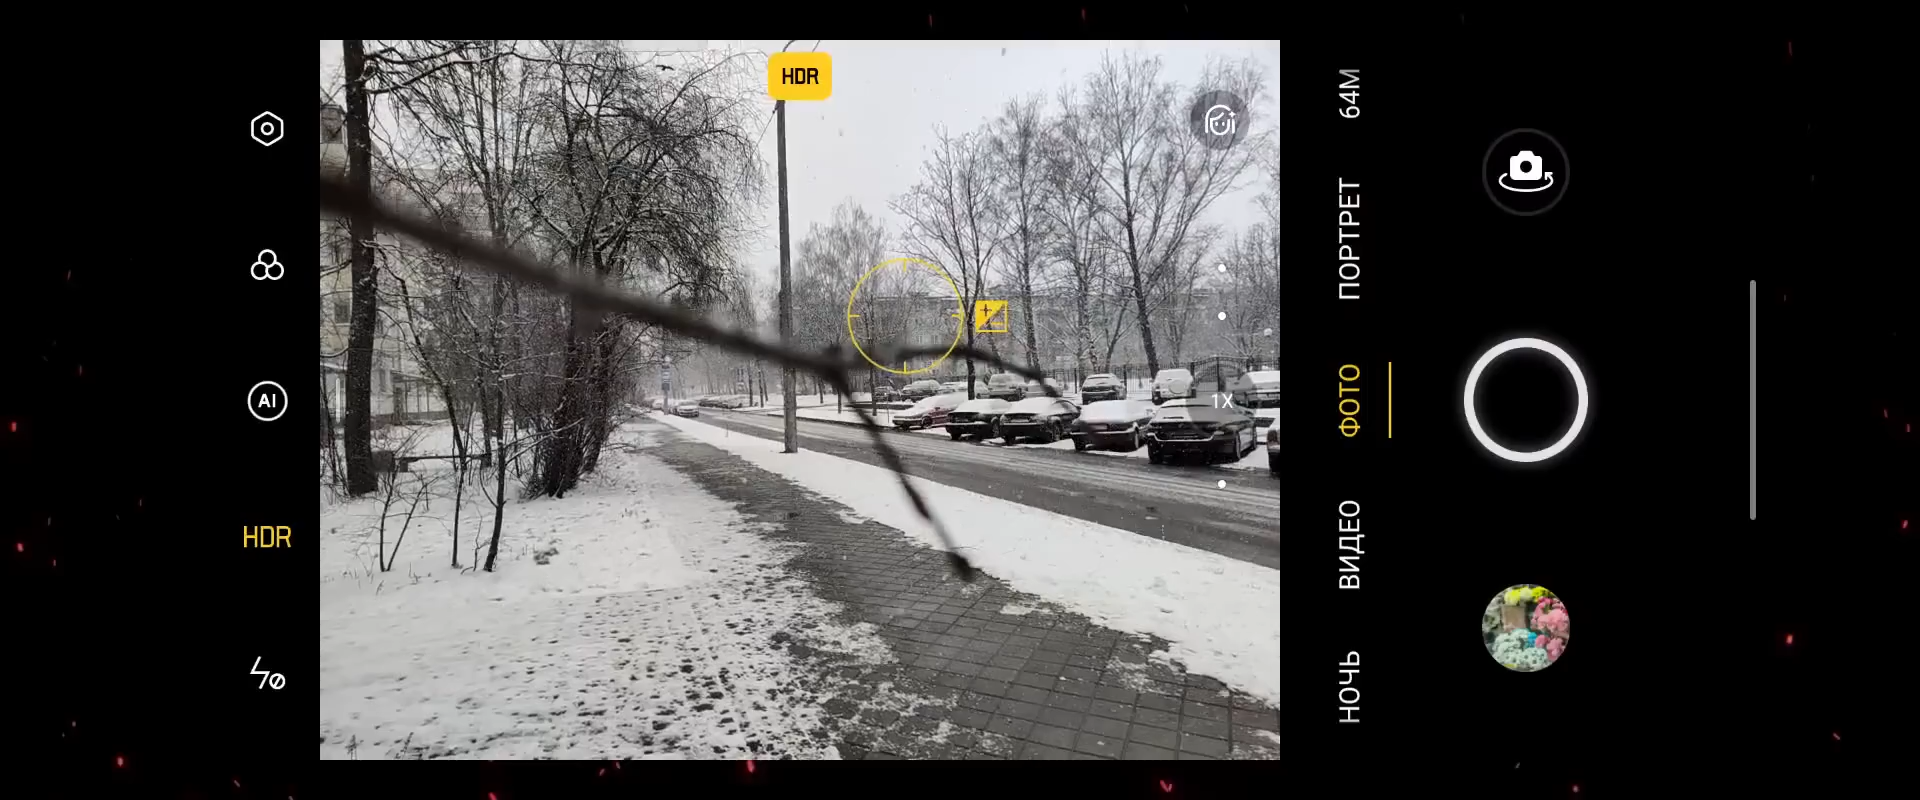 HDR
AI
HDR
1X
64M
ПОРТРЕТ
ФОТО
ВИДЕО
НОЧЬ